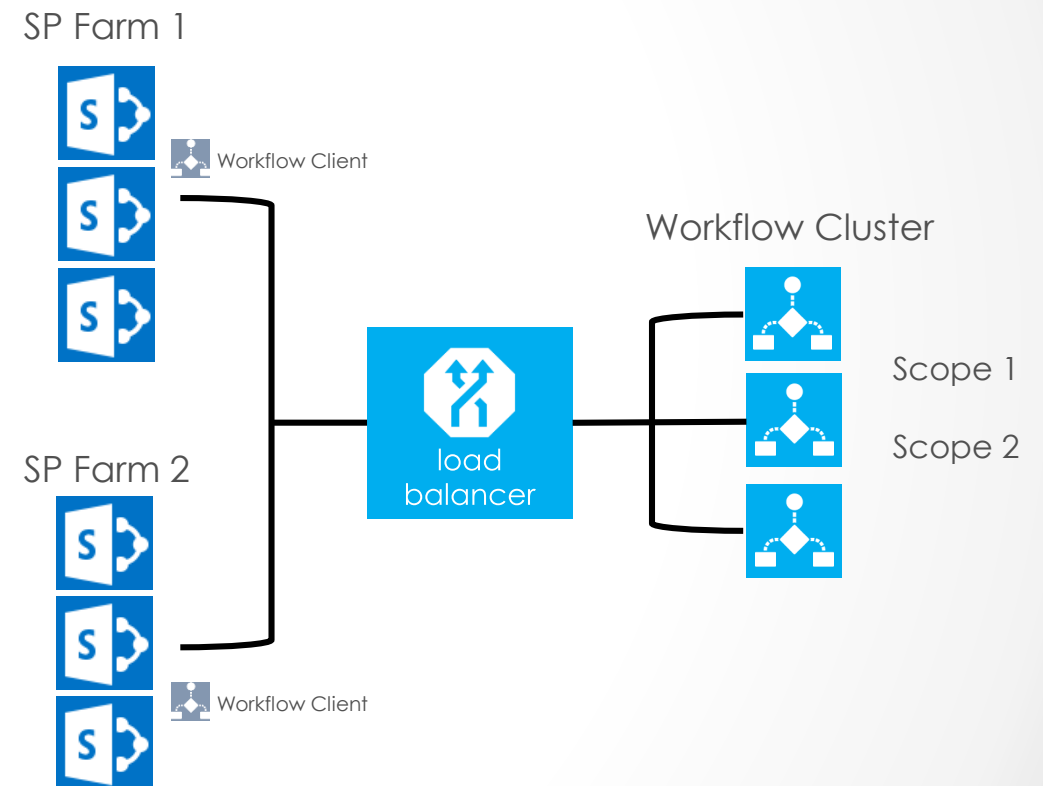 SP Farm 1
S
Workflow Client
S
S
Workflow Cluster
Scope 1
load
balancer
Scope 2
SP Farm 2
S
S
Workflow Client
S